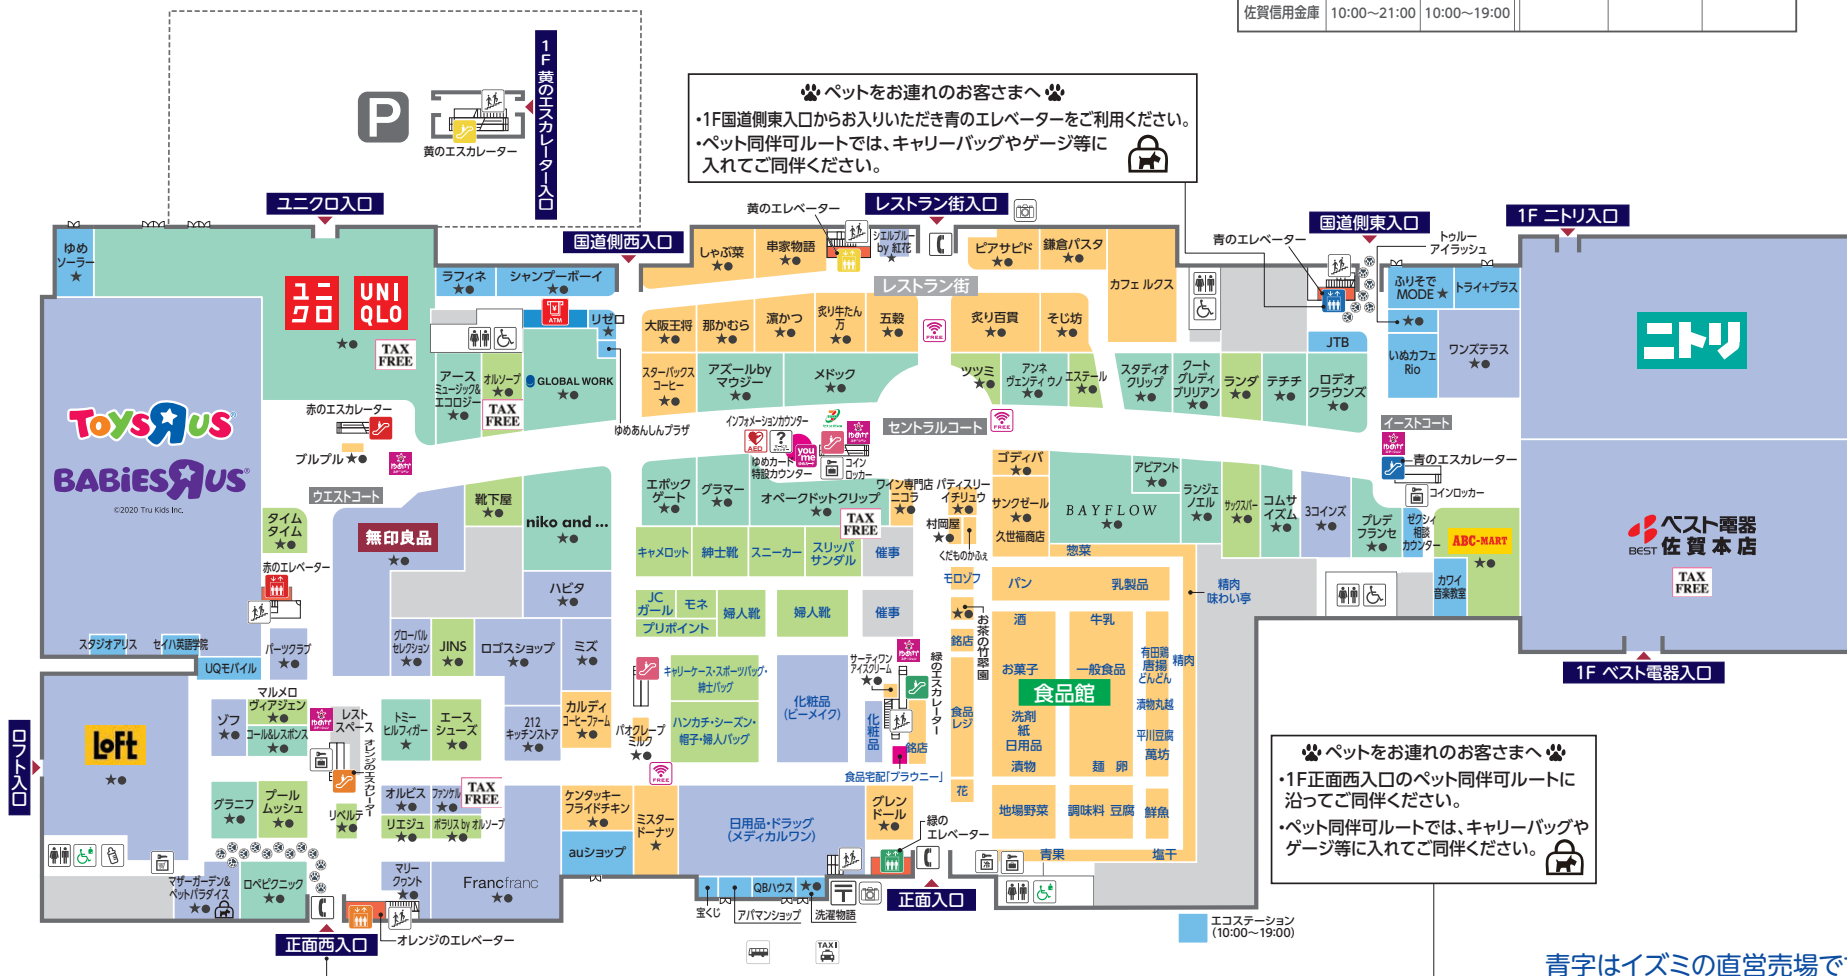 佐賀信用金庫 10:00〜21:00 10:00〜19:00
1F 黄のエスカレーター入口
P
黄のエスカレーター
ペットをお連れのお客さまへ
・1F国道側東入口からお入りいただき青のエレベーターをご利用ください。
・ペット同伴可ルートでは、キャリーバッグやゲージ等に
入れてご同伴ください。
ユニクロ入口
国道側西入口
黄のエレベーター
レストラン街入口
国道側東入口
1F ニトリ入口
青のエレベーター
トゥルー
アイラッシュ
ゆめ
ソーラー
★
ユニ
クロ
UNI
QLO
★●
TAX
FREE
ラフィネ
★●
シャンプーボーイ
★●
ATM
リゼロ
★
しゃぶ菜
★●
串家物語
★●
シエルブルー
by 紅花
★
ピアサピド
★●
鎌倉パスタ
★●
カフェ ルクス
レストラン街
大阪王将
★●
那かむら
★●
濵かつ
★●
炙り牛たん
万
★●
五穀
★●
FREE
炙り百貫
★●
そじ坊
★●
ふりそで
MODE ★
トライ+プラス
★●
JTB
いぬカフェ
Rio
ワンズテラス
★●
ニトリ
アース
ミュージック&
エコロジー
★●
オルソープ
★●
TAX
FREE
GLOBAL WORK
★●
ゆめあんしんプラザ
スターバックス
コーヒー
★●
アズールby
マウジー
★●
メドック
★●
ツツミ
★●
アンネ
ヴェンティ ウノ
★●
エステール
★●
スタディオ
クリップ
★●
クート
グレディ
ブリリアン
★●
ランダ
★●
テチチ
★●
ロデオ
クラウンズ
★●
TOYSЯUS
BABiESЯUS
©2020 Tru Kids Inc.
赤のエスカレーター
プルプル ★●
ウエストコート
インフォメーションカウンター
AED
?
you
me
ゆめカード
特設カウンター
コイン
ロッカー
セントラルコート
FREE
イーストコート
青のエスカレーター
コインロッカー
タイム
タイム
★●
無印良品
★●
靴下屋
★●
niko and ...
★●
エポック
ゲート
★●
グラマー
★●
オペークドットクリップ
★●
TAX
FREE
ワイン専門店
ニコラ
★●
パティスリー
イチリュウ
★●
村岡屋
★●
くだものかふぇ
ゴディバ
★●
サンクゼール
★●
久世福商店
BAYFLOW
★●
アピアント
★●
ランジェ
ノエル
★●
サックスバー
★●
コムサ
イズム
★●
3コインズ
★●
プレデ
フランセ
★●
ゼクシィ
相談
カウンター
ABC-MART
★●
カワイ
音楽教室
BEST
ベスト電器
佐賀本店
TAX
FREE
赤のエレベーター
ハビタ
★●
キャメロット
紳士靴
スニーカー
スリッパ
サンダル
催事
惣菜
モロゾフ
パン
乳製品
精肉
味わい亭
JC
ガール
モネ
プリポイント
婦人靴
婦人靴
催事
★●
お茶の竹翠園
酒
牛乳
スタジオアリス
セイハ英語学院
UQモバイル
パーツクラブ
★●
グローバル
セレクション
★●
JINS
★●
ロゴスショップ
★●
ミズ
★●
キャリーケース・スポーツバッグ・
紳士バッグ
化粧品
(ビーメイク)
サーティワン
アイスクリーム
★●
緑のエスカレーター
銘店
お菓子
一般食品
有田鶏
唐揚
どんどん
精肉
食品館
1F ベスト電器入口
ロフト入口
LoFt
★●
ゾフ
★●
マルメロ
ヴィアジェン
★●
コール&レスポンス
★●
レスト
スペース
オレンジのエスカレーター
トミー
ヒルフィガー
★
エース
シューズ
★●
212
キッチンストア
★●
カルディ
コーヒーファーム
★●
パオクレープ
ミルク
★●
FREE
ハンカチ・シーズン・
帽子・婦人バッグ
化粧品
銘店
食品宅配「ブラウニー」
食品
レジ
洗剤
紙
日用品
漬物
麺 卵
漬物丸越
平川豆腐
萬坊
ペットをお連れのお客さまへ
・1F正面西入口のペット同伴可ルートに
沿ってご同伴ください。
・ペット同伴可ルートでは、キャリーバッグや
ゲージ等に入れてご同伴ください。
グラニフ
★●
プール
ムッシュ
★●
リベルテ
★●
オルビス
★●
ファンケル
★●
TAX
FREE
リエジュ
★●
ポラリス by オルソープ
★●
ケンタッキー
フライドチキン
★●
ミスター
ドーナツ
★
日用品・ドラッグ
(メディカルワン)
グレン
ドール
★●
緑の
エレベーター
花
地場野菜
調味料 豆腐
鮮魚
青果
塩干
auショップ
マザーガーデン&
ペットパラダイス
★●
ロペピクニック
★●
マリー
クヮント
★●
Francfranc
★●
宝くじ
アパマンショップ
QBハウス
★●
洗濯物語
正面入口
正面西入口
オレンジのエレベーター
TAXI
エコステーション
(10:00〜19:00)
青字はイズミの直営売場で